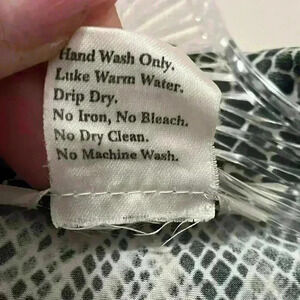 Hand Wash Only.
Luke Warm Water.
Drip Dry.
No Iron, No Bleach.
No Dry Clean.
No Machine Wash.